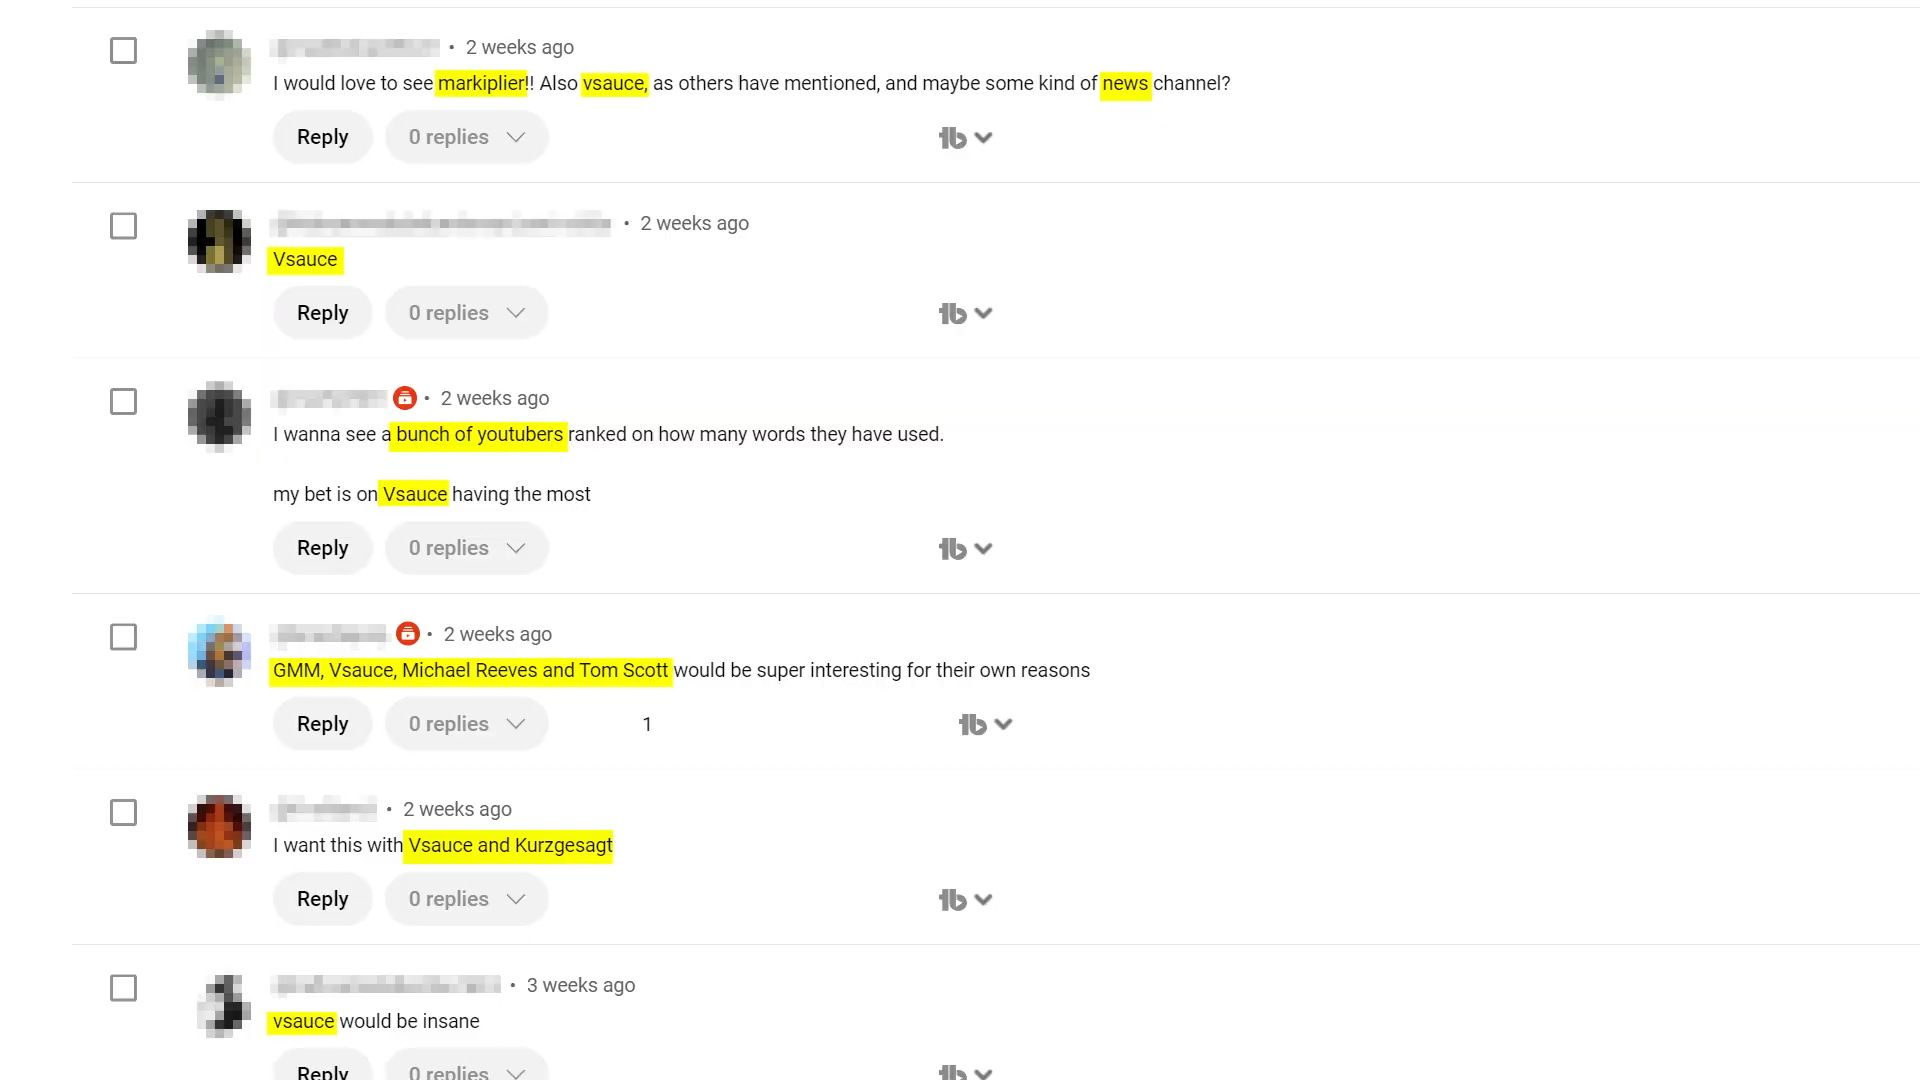 • 2 weeks ago
I would love to see markiplier!! Also vsauce, as others have mentioned, and maybe some kind of news channel?
Reply 0 replies
• 2 weeks ago
Vsauce
Reply 0 replies
• 2 weeks ago
I wanna see a bunch of youtubers ranked on how many words they have used.
my bet is on Vsauce having the most
Reply 0 replies
• 2 weeks ago
GMM, Vsauce, Michael Reeves and Tom Scott would be super interesting for their own reasons
Reply 0 replies 1
• 2 weeks ago
I want this with Vsauce and Kurzgesagt
Reply 0 replies
• 3 weeks ago
vsauce would be insane
Reply 0 replies